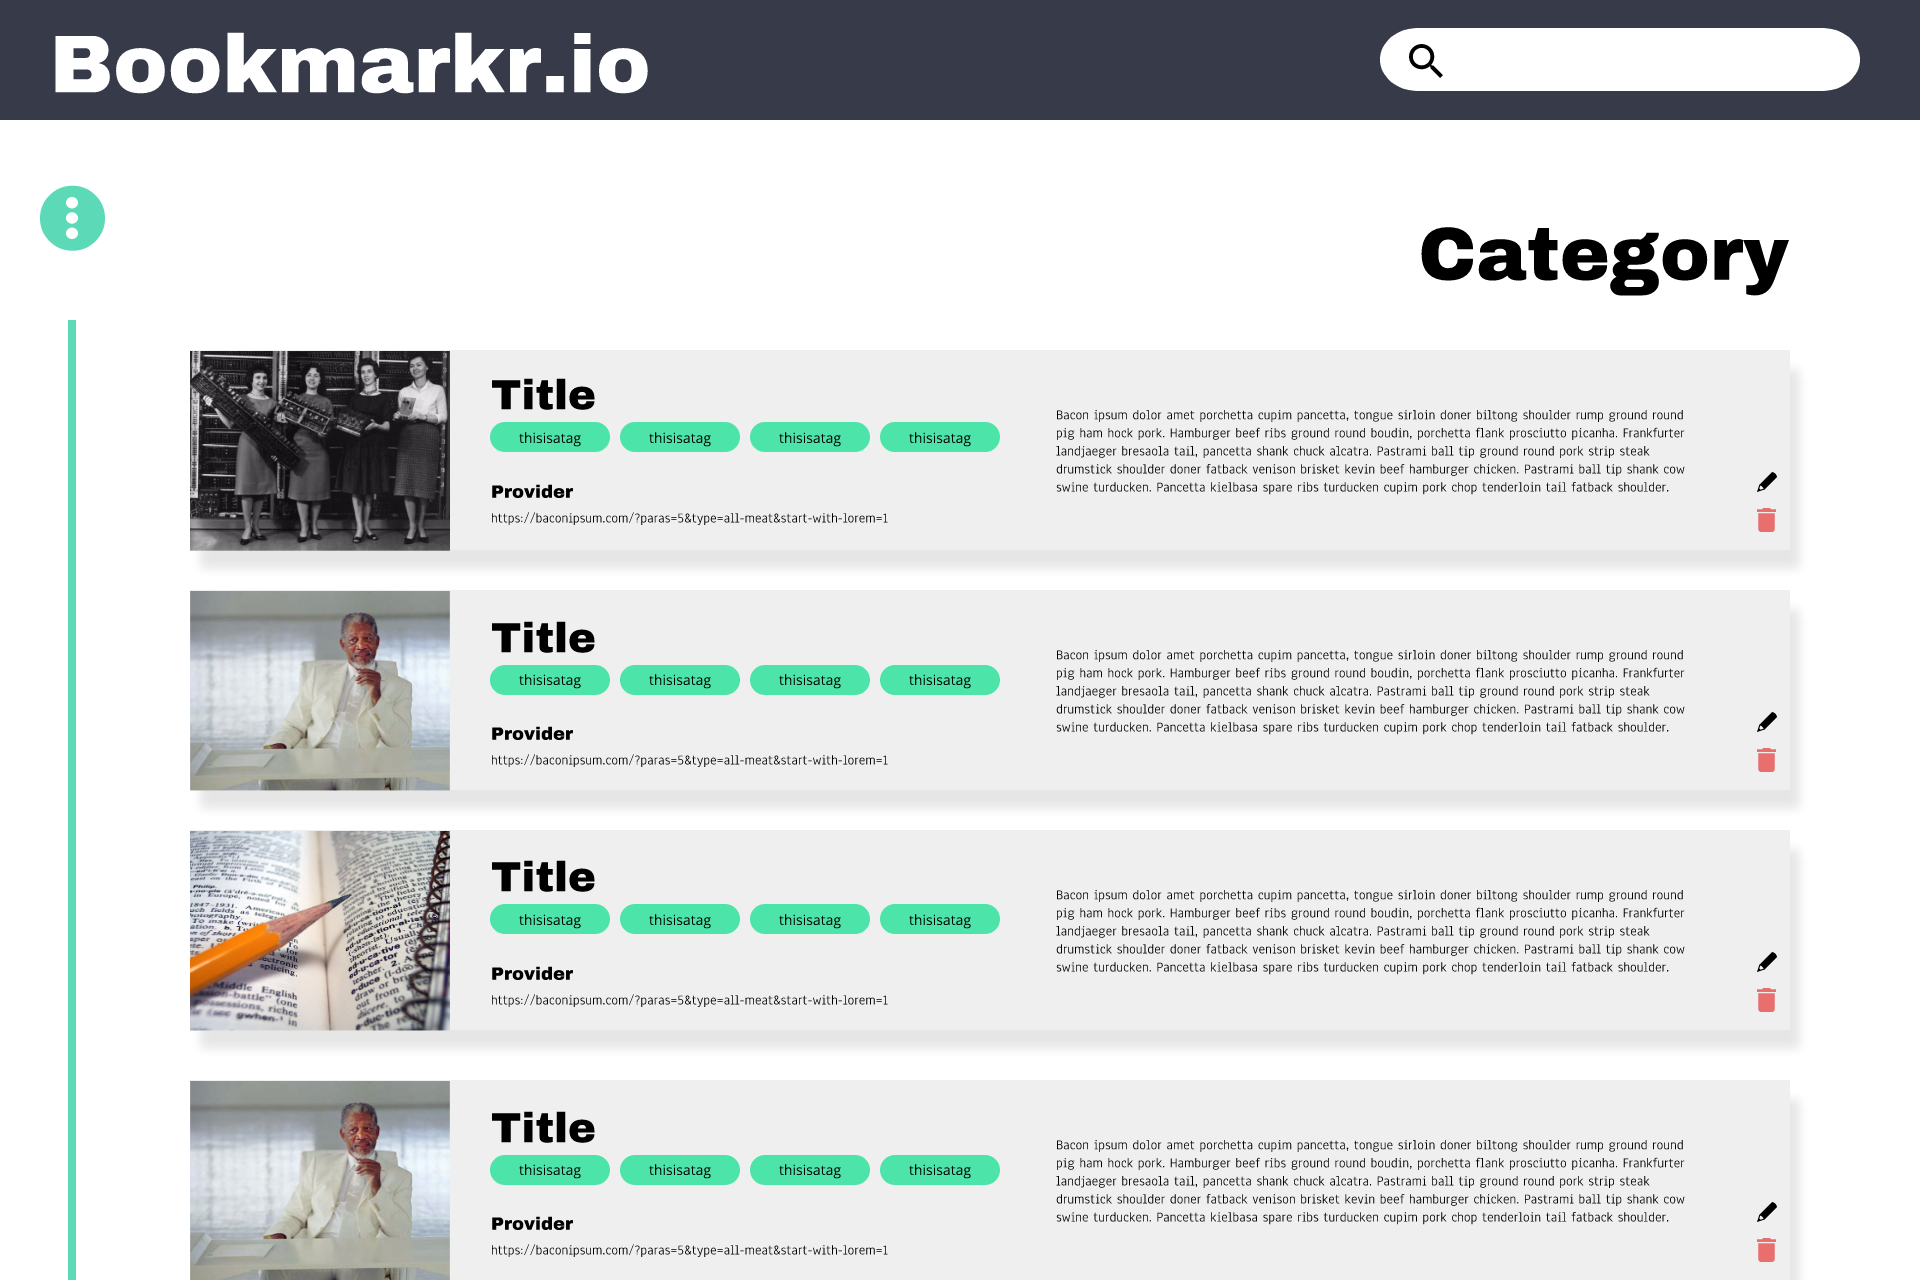 Bookmarkr.io
Category
Title
thisisatag thisisatag thisisatag thisisatag
Provider
https://baconipsum.com/?paras=5&type=all-meat&start-with-lorem=1
Bacon ipsum dolor amet porchetta cupim pancetta, tongue sirloin doner biltong shoulder rump ground round
pig ham hock pork. Hamburger beef ribs ground round boudin, porchetta flank prosciutto picanha. Frankfurter
landjaeger bresaola tail, pancetta shank chuck alcatra. Pastrami ball tip ground round pork strip steak
drumstick shoulder doner fatback venison brisket kevin beef hamburger chicken. Pastrami ball tip shank cow
swine turducken. Pancetta kielbasa spare ribs turducken cupim pork chop tenderloin tail fatback shoulder.
Title
thisisatag thisisatag thisisatag thisisatag
Provider
https://baconipsum.com/?paras=5&type=all-meat&start-with-lorem=1
Bacon ipsum dolor amet porchetta cupim pancetta, tongue sirloin doner biltong shoulder rump ground round
pig ham hock pork. Hamburger beef ribs ground round boudin, porchetta flank prosciutto picanha. Frankfurter
landjaeger bresaola tail, pancetta shank chuck alcatra. Pastrami ball tip ground round pork strip steak
drumstick shoulder doner fatback venison brisket kevin beef hamburger chicken. Pastrami ball tip shank cow
swine turducken. Pancetta kielbasa spare ribs turducken cupim pork chop tenderloin tail fatback shoulder.
1847-1931.
Middle English
Title
thisisatag thisisatag thisisatag thisisatag
Provider
https://baconipsum.com/?paras=5&type=all-meat&start-with-lorem=1
Bacon ipsum dolor amet porchetta cupim pancetta, tongue sirloin doner biltong shoulder rump ground round
pig ham hock pork. Hamburger beef ribs ground round boudin, porchetta flank prosciutto picanha. Frankfurter
landjaeger bresaola tail, pancetta shank chuck alcatra. Pastrami ball tip ground round pork strip steak
drumstick shoulder doner fatback venison brisket kevin beef hamburger chicken. Pastrami ball tip shank cow
swine turducken. Pancetta kielbasa spare ribs turducken cupim pork chop tenderloin tail fatback shoulder.
Title
thisisatag thisisatag thisisatag thisisatag
Provider
https://baconipsum.com/?paras=5&type=all-meat&start-with-lorem=1
Bacon ipsum dolor amet porchetta cupim pancetta, tongue sirloin doner biltong shoulder rump ground round
pig ham hock pork. Hamburger beef ribs ground round boudin, porchetta flank prosciutto picanha. Frankfurter
landjaeger bresaola tail, pancetta shank chuck alcatra. Pastrami ball tip ground round pork strip steak
drumstick shoulder doner fatback venison brisket kevin beef hamburger chicken. Pastrami ball tip shank cow
swine turducken. Pancetta kielbasa spare ribs turducken cupim pork chop tenderloin tail fatback shoulder.